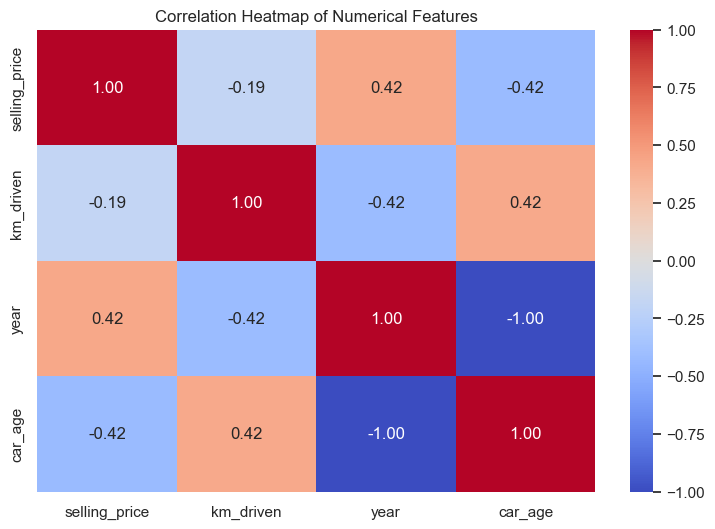 Correlation Heatmap of Numerical Features
selling_price 1.00 -0.19 0.42 -0.42
km_driven -0.19 1.00 -0.42 0.42
year 0.42 -0.42 1.00 -1.00
car_age -0.42 0.42 -1.00 1.00
selling_price km_driven year car_age
1.00
0.75
0.50
0.25
0.00
−0.25
−0.50
−0.75
−1.00